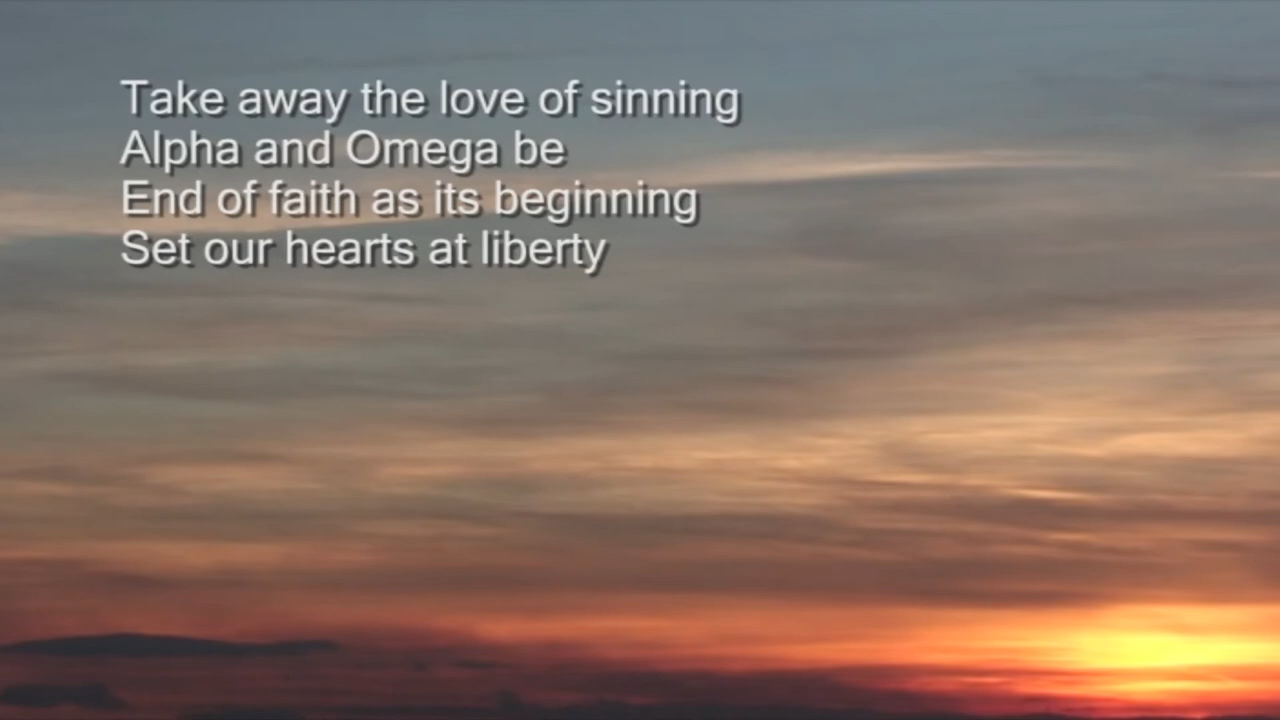 Take away the love of sinning
Alpha and Omega be
End of faith as its beginning
Set our hearts at liberty